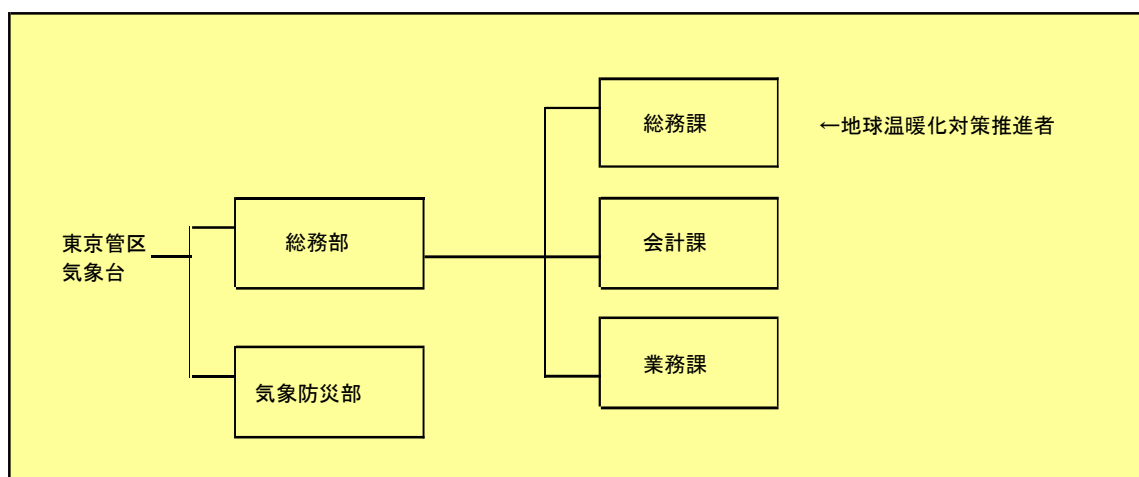 総務課
←地球温暖化対策推進者
東京管区
気象台
総務部
会計課
気象防災部
業務課